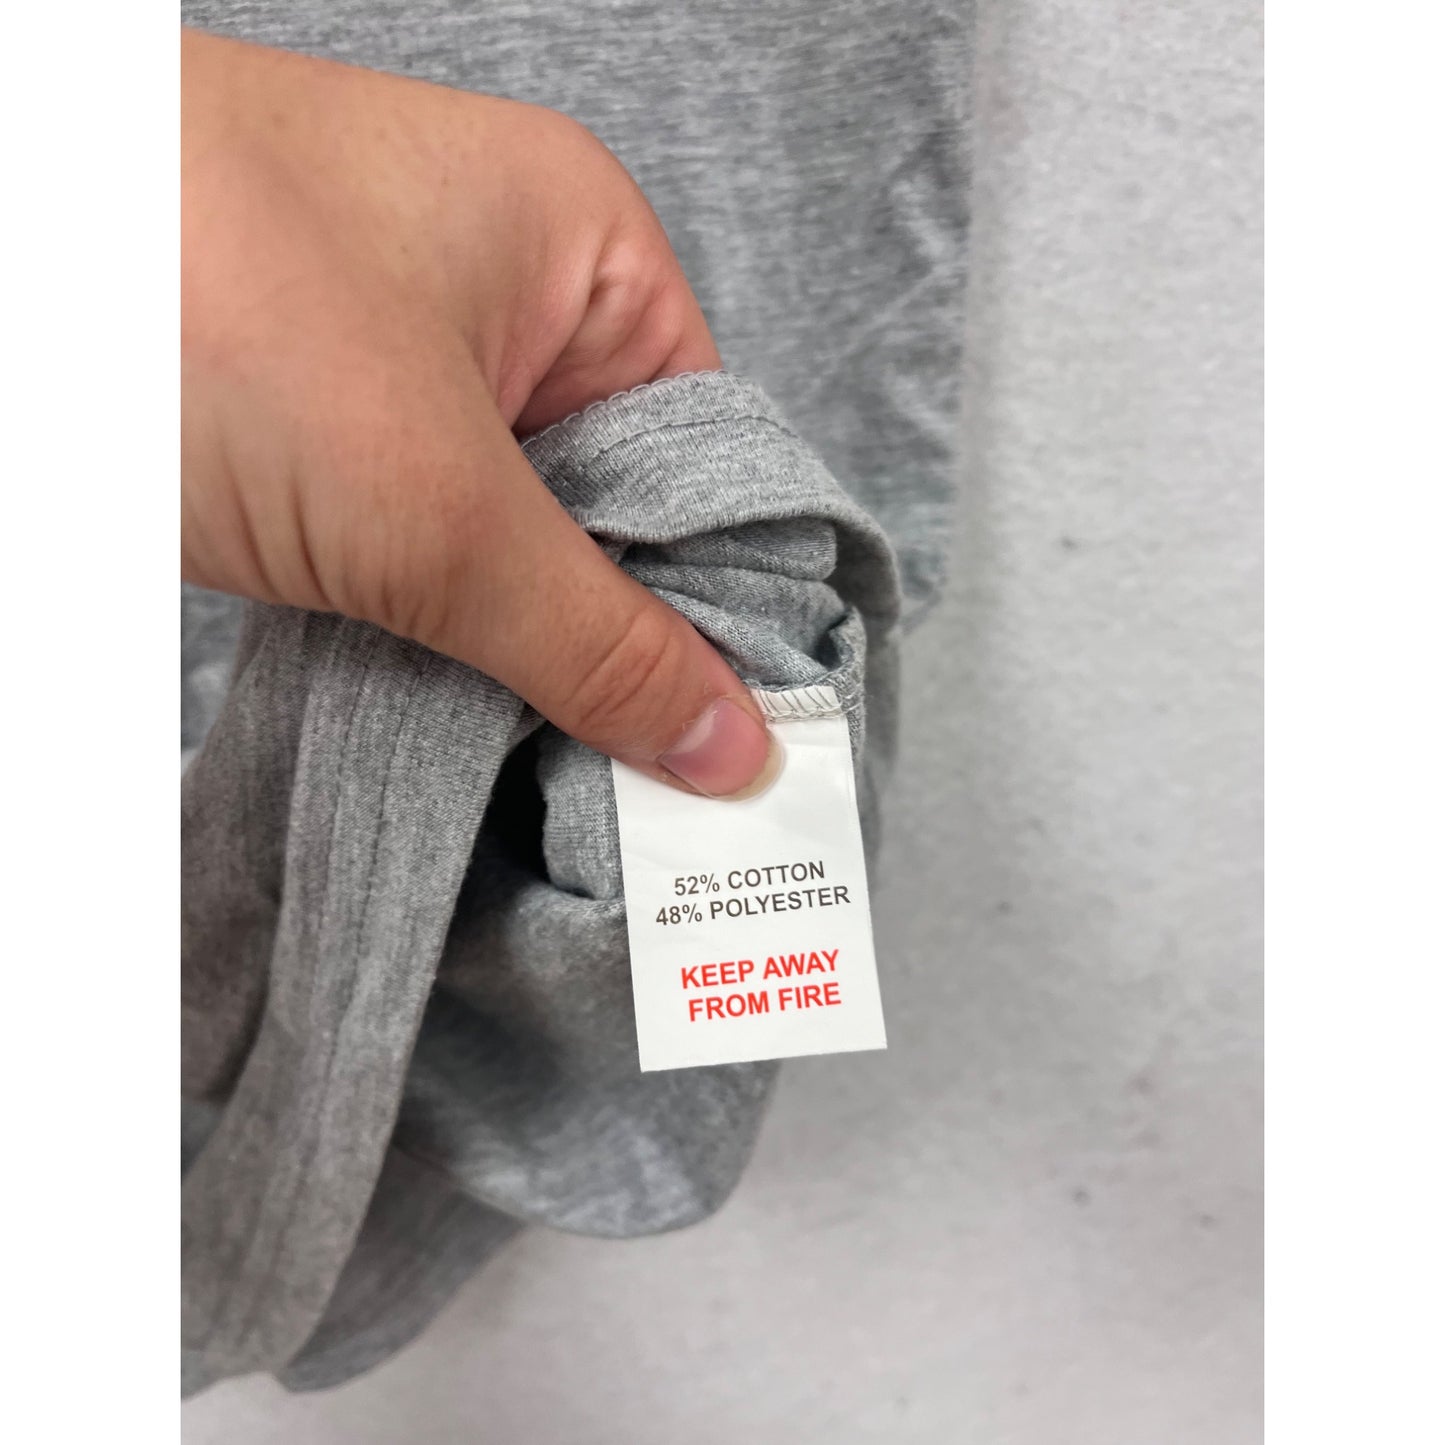 52% COTTON
48% POLYESTER
KEEP AWAY
FROM FIRE